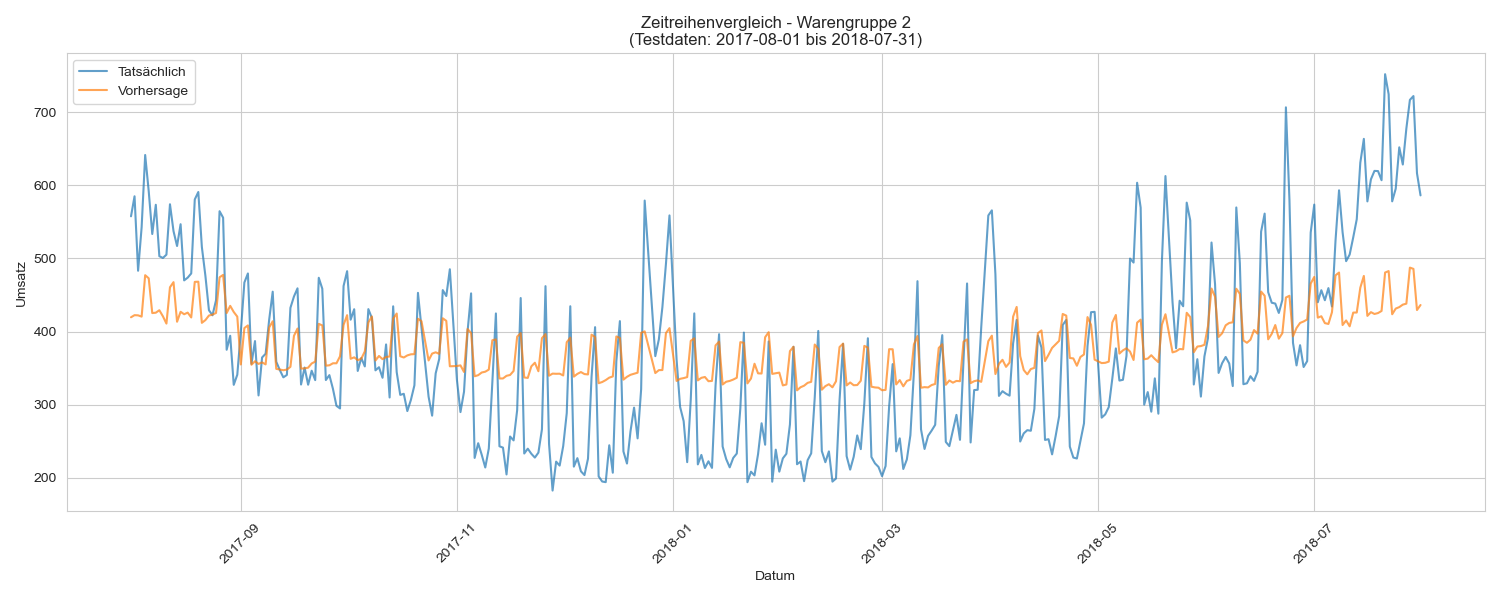 Zeitreihenvergleich - Warengruppe 2
(Testdaten: 2017-08-01 bis 2018-07-31)
Tatsächlich
Vorhersage
700
600
500
400
300
200
Umsatz
2017-09
2017-11
2018-01
2018-03
2018-05
2018-07
Datum